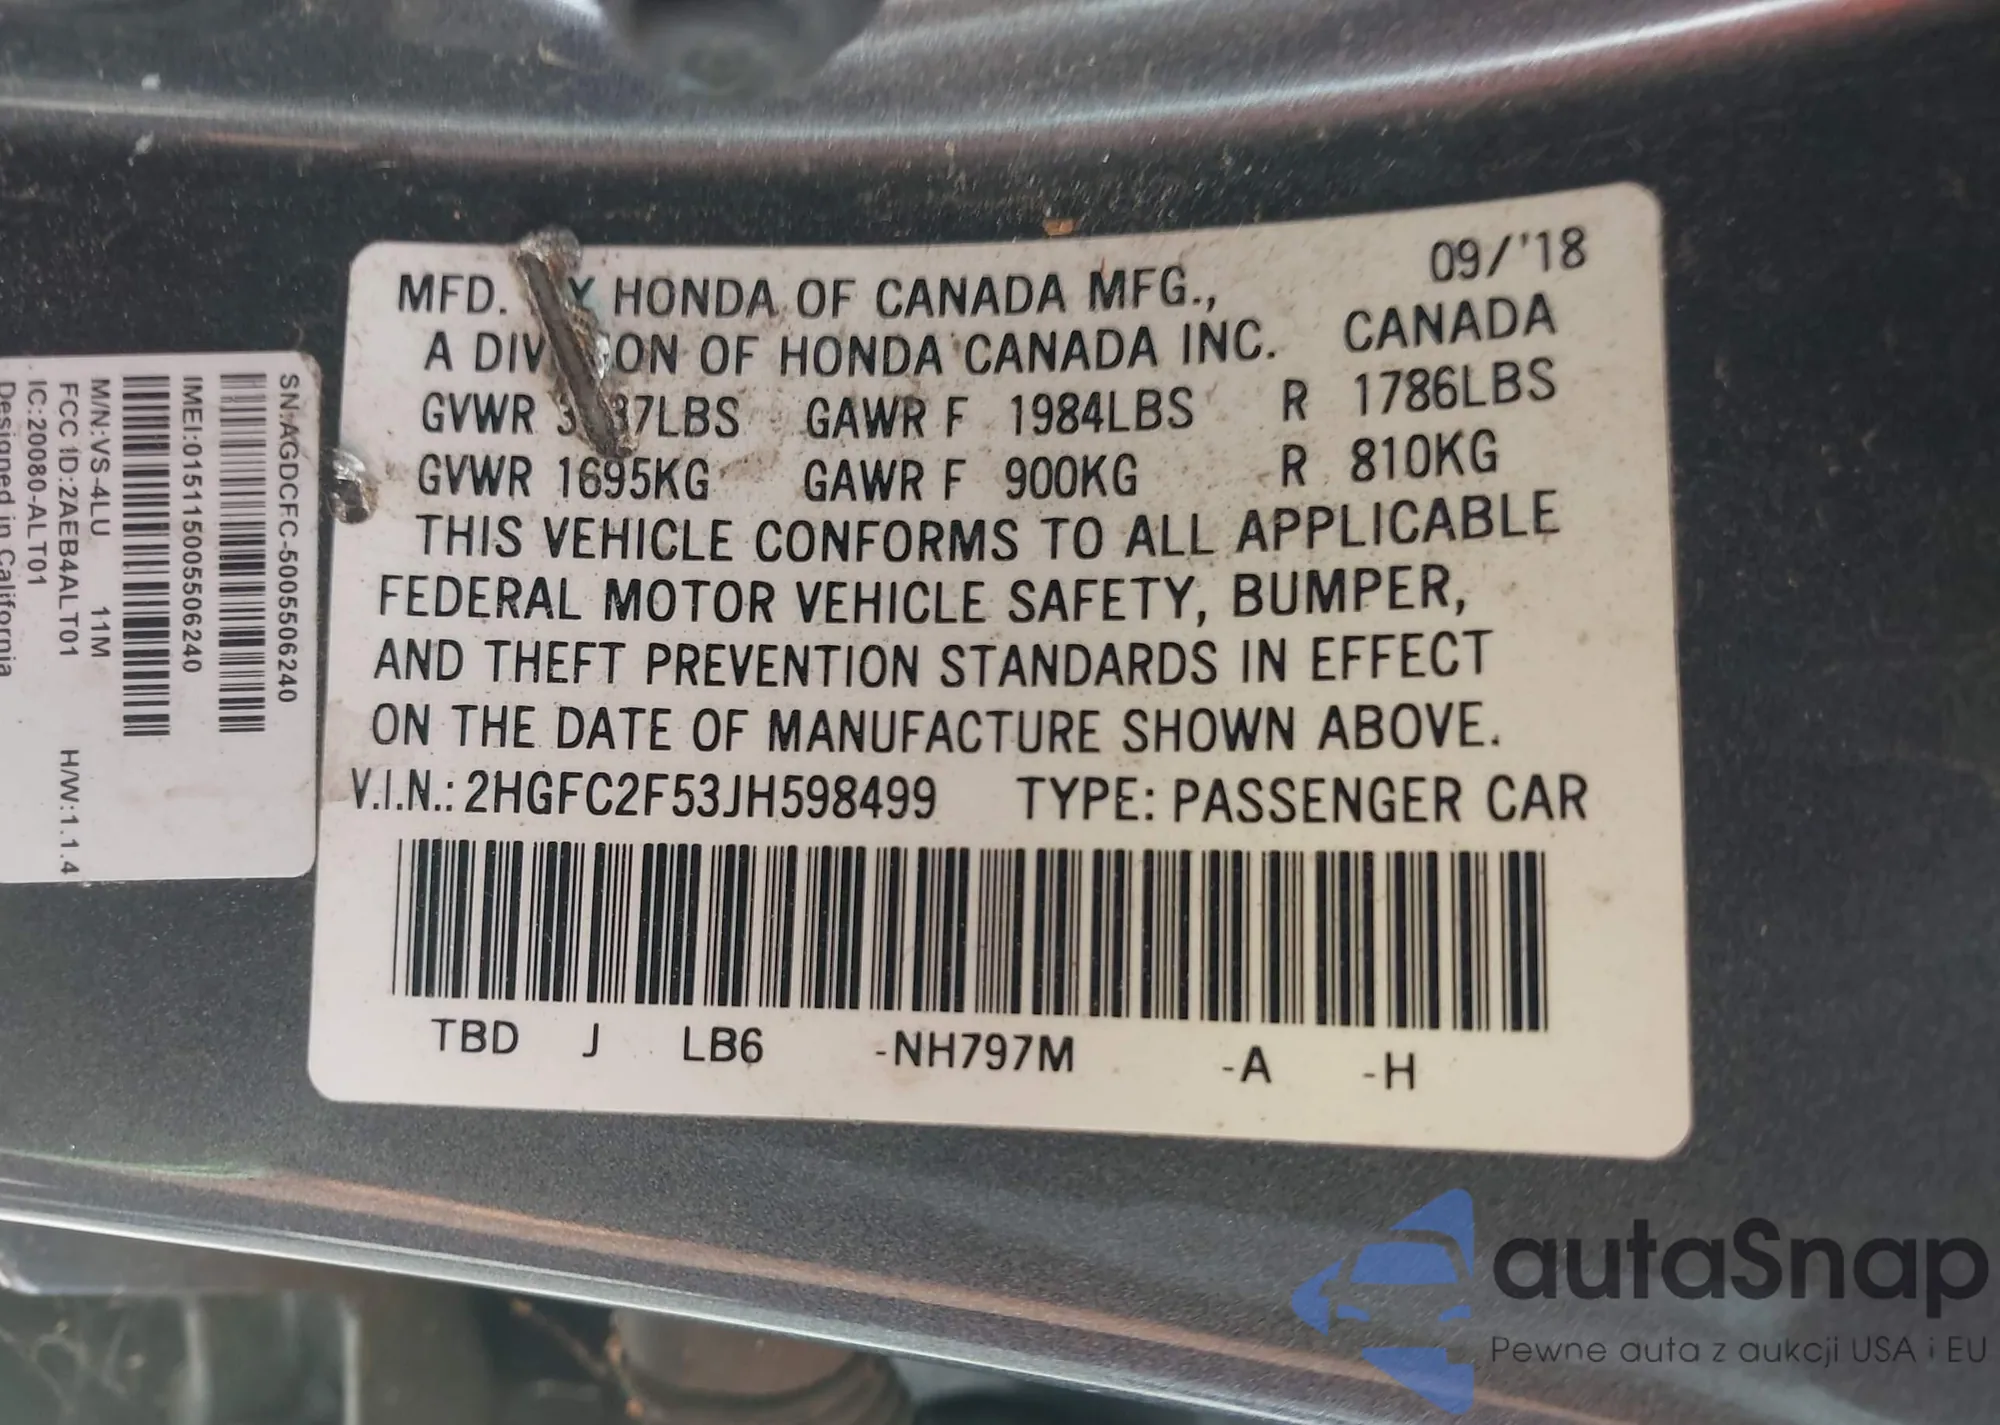 09/'18
MFD. HONDA OF CANADA MFG.,
A OF HONDA CANADA INC. CANADA
GVWR GAWR F 1984LBS R 1786LBS
GVWR 1695KG GAWR F 900KG R 810KG
THIS VEHICLE CONFORMS TO ALL APPLICABLE
FEDERAL MOTOR VEHICLE SAFETY, BUMPER,
AND THEFT PREVENTION STANDARDS IN EFFECT
ON THE DATE OF MANUFACTURE SHOWN ABOVE.
V.I.N.: 2HGFC2F53JH598499 TYPE: PASSENGER CAR
TBD J LB6 -NH797M -A -H
SN:AGDCFC-5005506240
IMEI:015115005506240
M/N:VS-4LU 11M
FCC ID:2AEB4ALT01 H/W:1.1.4
IC:20080-ALT01
Designed in California
autaSnap
Pewne auta z aukcji USA i EU